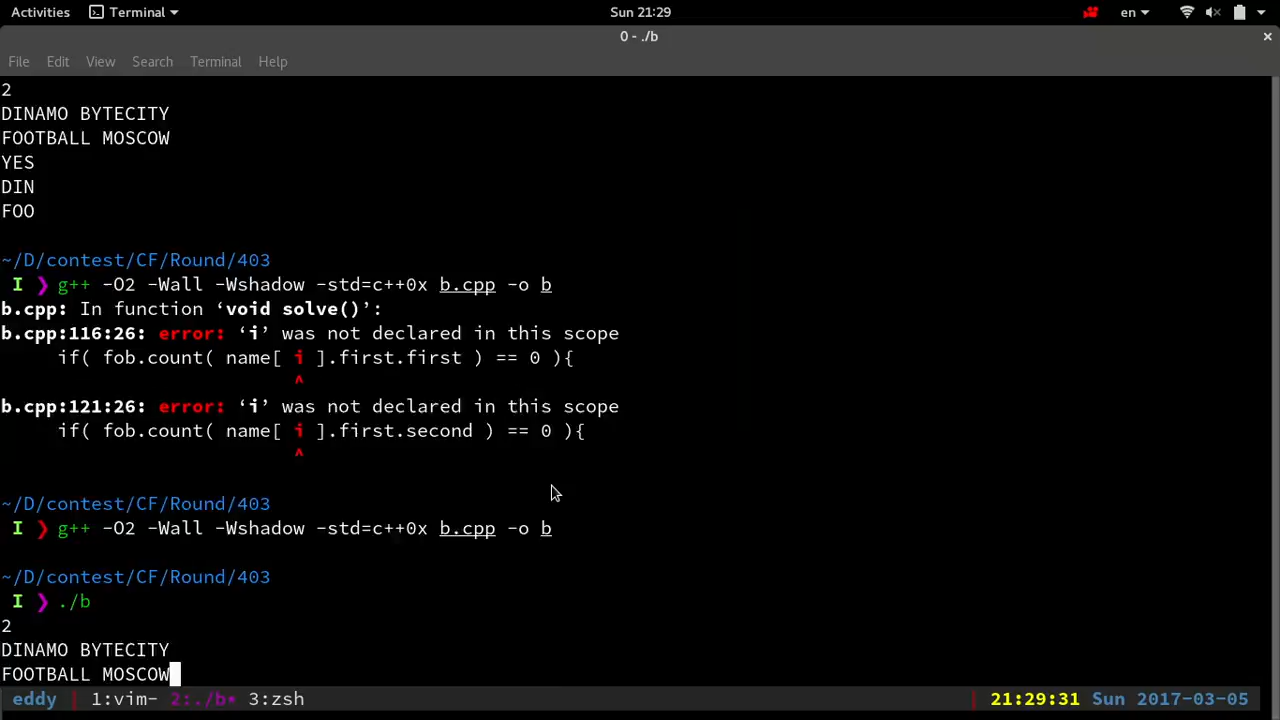 Activities Terminal Sun 21:29 en
0 - ./b ×
File Edit View Search Terminal Help
2
DINAMO BYTECITY
FOOTBALL MOSCOW
YES
DIN
FOO
~/D/contest/CF/Round/403
I ❯ g++ -O2 -Wall -Wshadow -std=c++0x b.cpp -o b
b.cpp: In function ‘void solve()’:
b.cpp:116:26: error: ‘i’ was not declared in this scope
if( fob.count( name[ i ].first.first ) == 0 ){
^
b.cpp:121:26: error: ‘i’ was not declared in this scope
if( fob.count( name[ i ].first.second ) == 0 ){
^
~/D/contest/CF/Round/403
I ❯ g++ -O2 -Wall -Wshadow -std=c++0x b.cpp -o b
~/D/contest/CF/Round/403
I ❯ ./b
2
DINAMO BYTECITY
FOOTBALL MOSCOW
eddy 1:vim- 2:./b* 3:zsh 21:29:31 Sun 2017-03-05